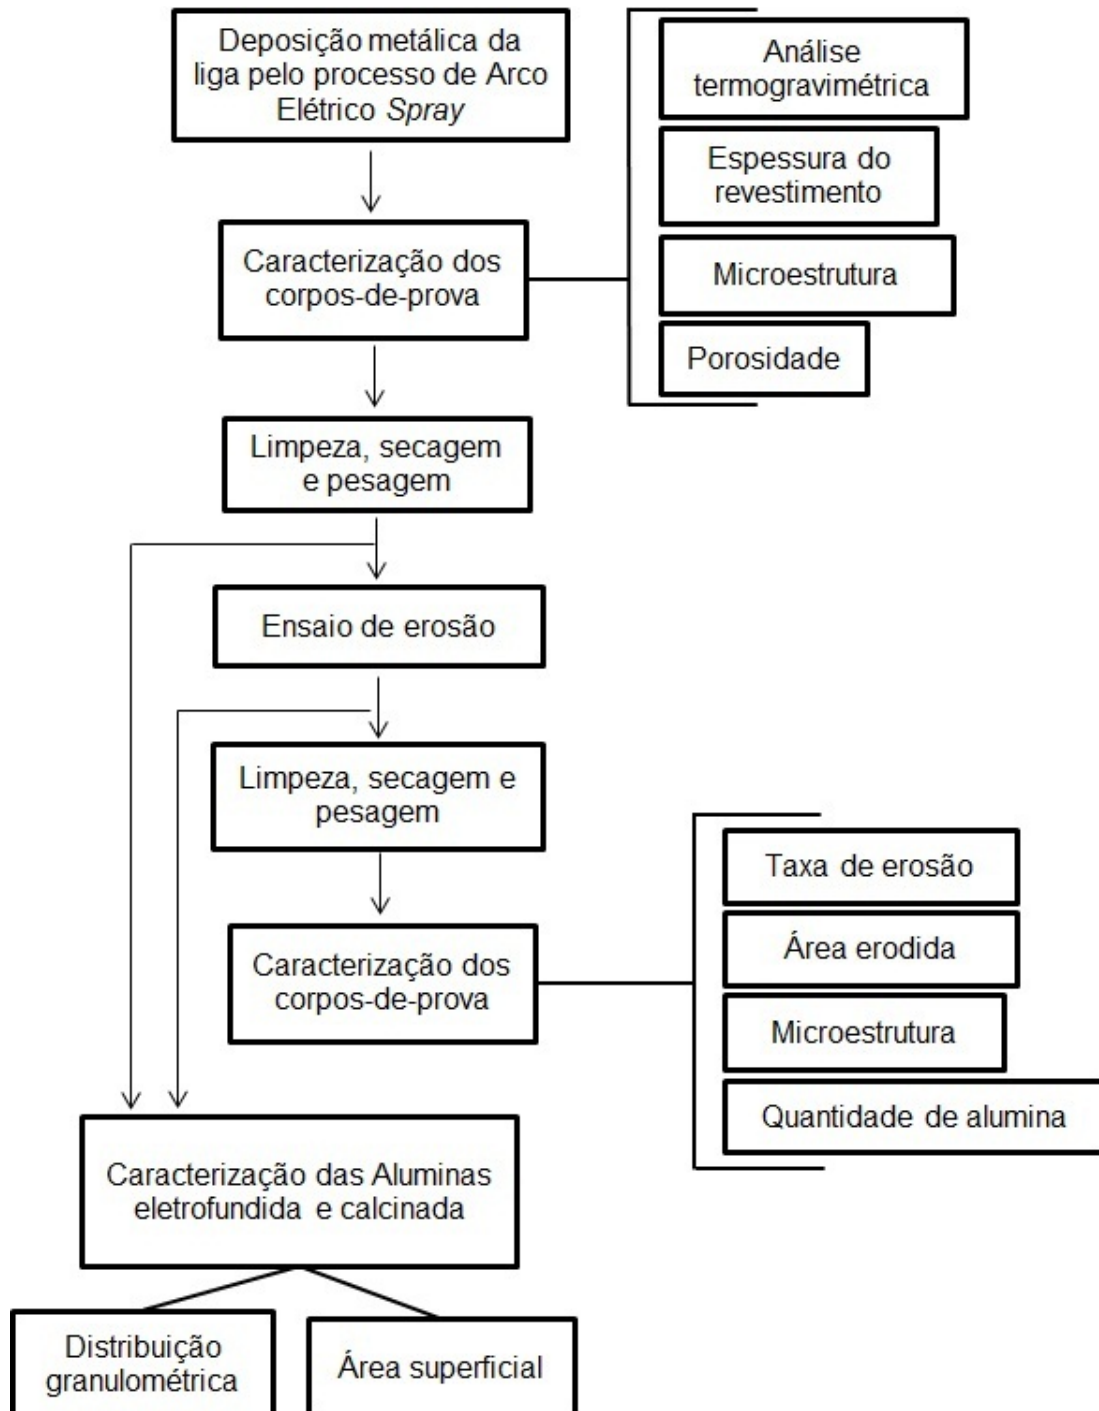 Deposição metálica da
liga pelo processo de Arco
Elétrico Spray
Análise
termogravimétrica
Espessura do
revestimento
Microestrutura
Porosidade
Caracterização dos
corpos-de-prova
Limpeza, secagem
e pesagem
Ensaio de erosão
Limpeza, secagem e
pesagem
Caracterização dos
corpos-de-prova
Taxa de erosão
Área erodida
Microestrutura
Quantidade de alumina
Caracterização das Aluminas
eletrofundida e calcinada
Distribuição
granulométrica
Área superficial